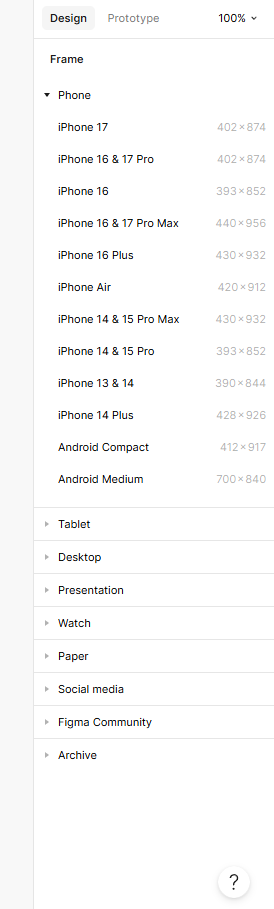 Design Prototype 100%
Frame
Phone
iPhone 17 402×874
iPhone 16 & 17 Pro 402×874
iPhone 16 393×852
iPhone 16 & 17 Pro Max 440×956
iPhone 16 Plus 430×932
iPhone Air 420×912
iPhone 14 & 15 Pro Max 430×932
iPhone 14 & 15 Pro 393×852
iPhone 13 & 14 390×844
iPhone 14 Plus 428×926
Android Compact 412×917
Android Medium 700×840
Tablet
Desktop
Presentation
Watch
Paper
Social media
Figma Community
Archive
?